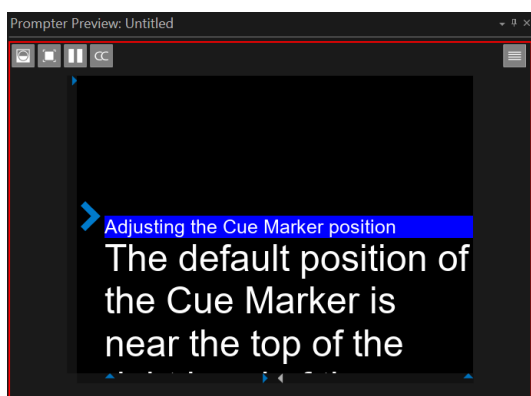 Prompter Preview: Untitled
CC
Adjusting the Cue Marker position
The default position of
the Cue Marker is
near the top of the